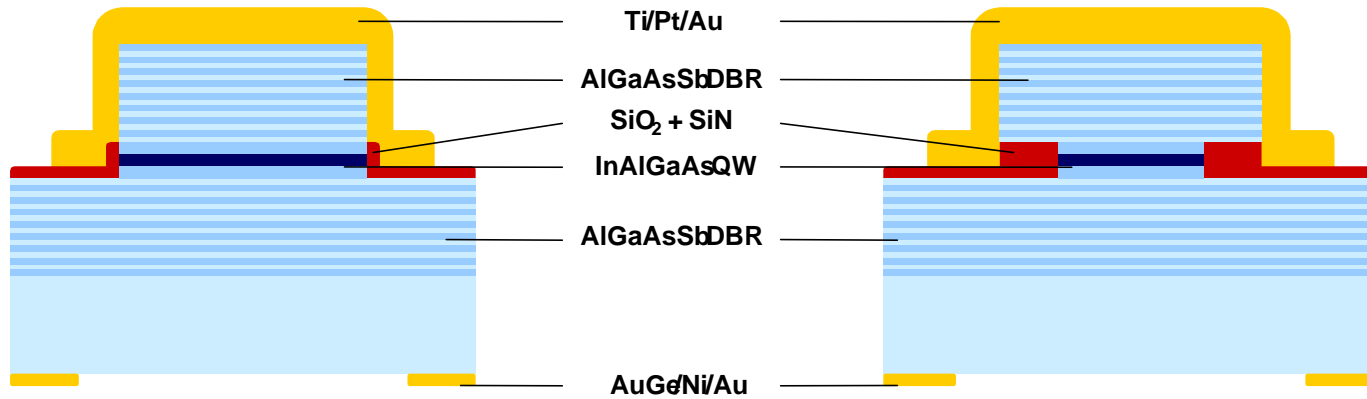 Ti/Pt/Au
AlGaAsSbDBR
SiO₂ + SiN
InAlGaAsQW
AlGaAsSbDBR
AuGe/Ni/Au